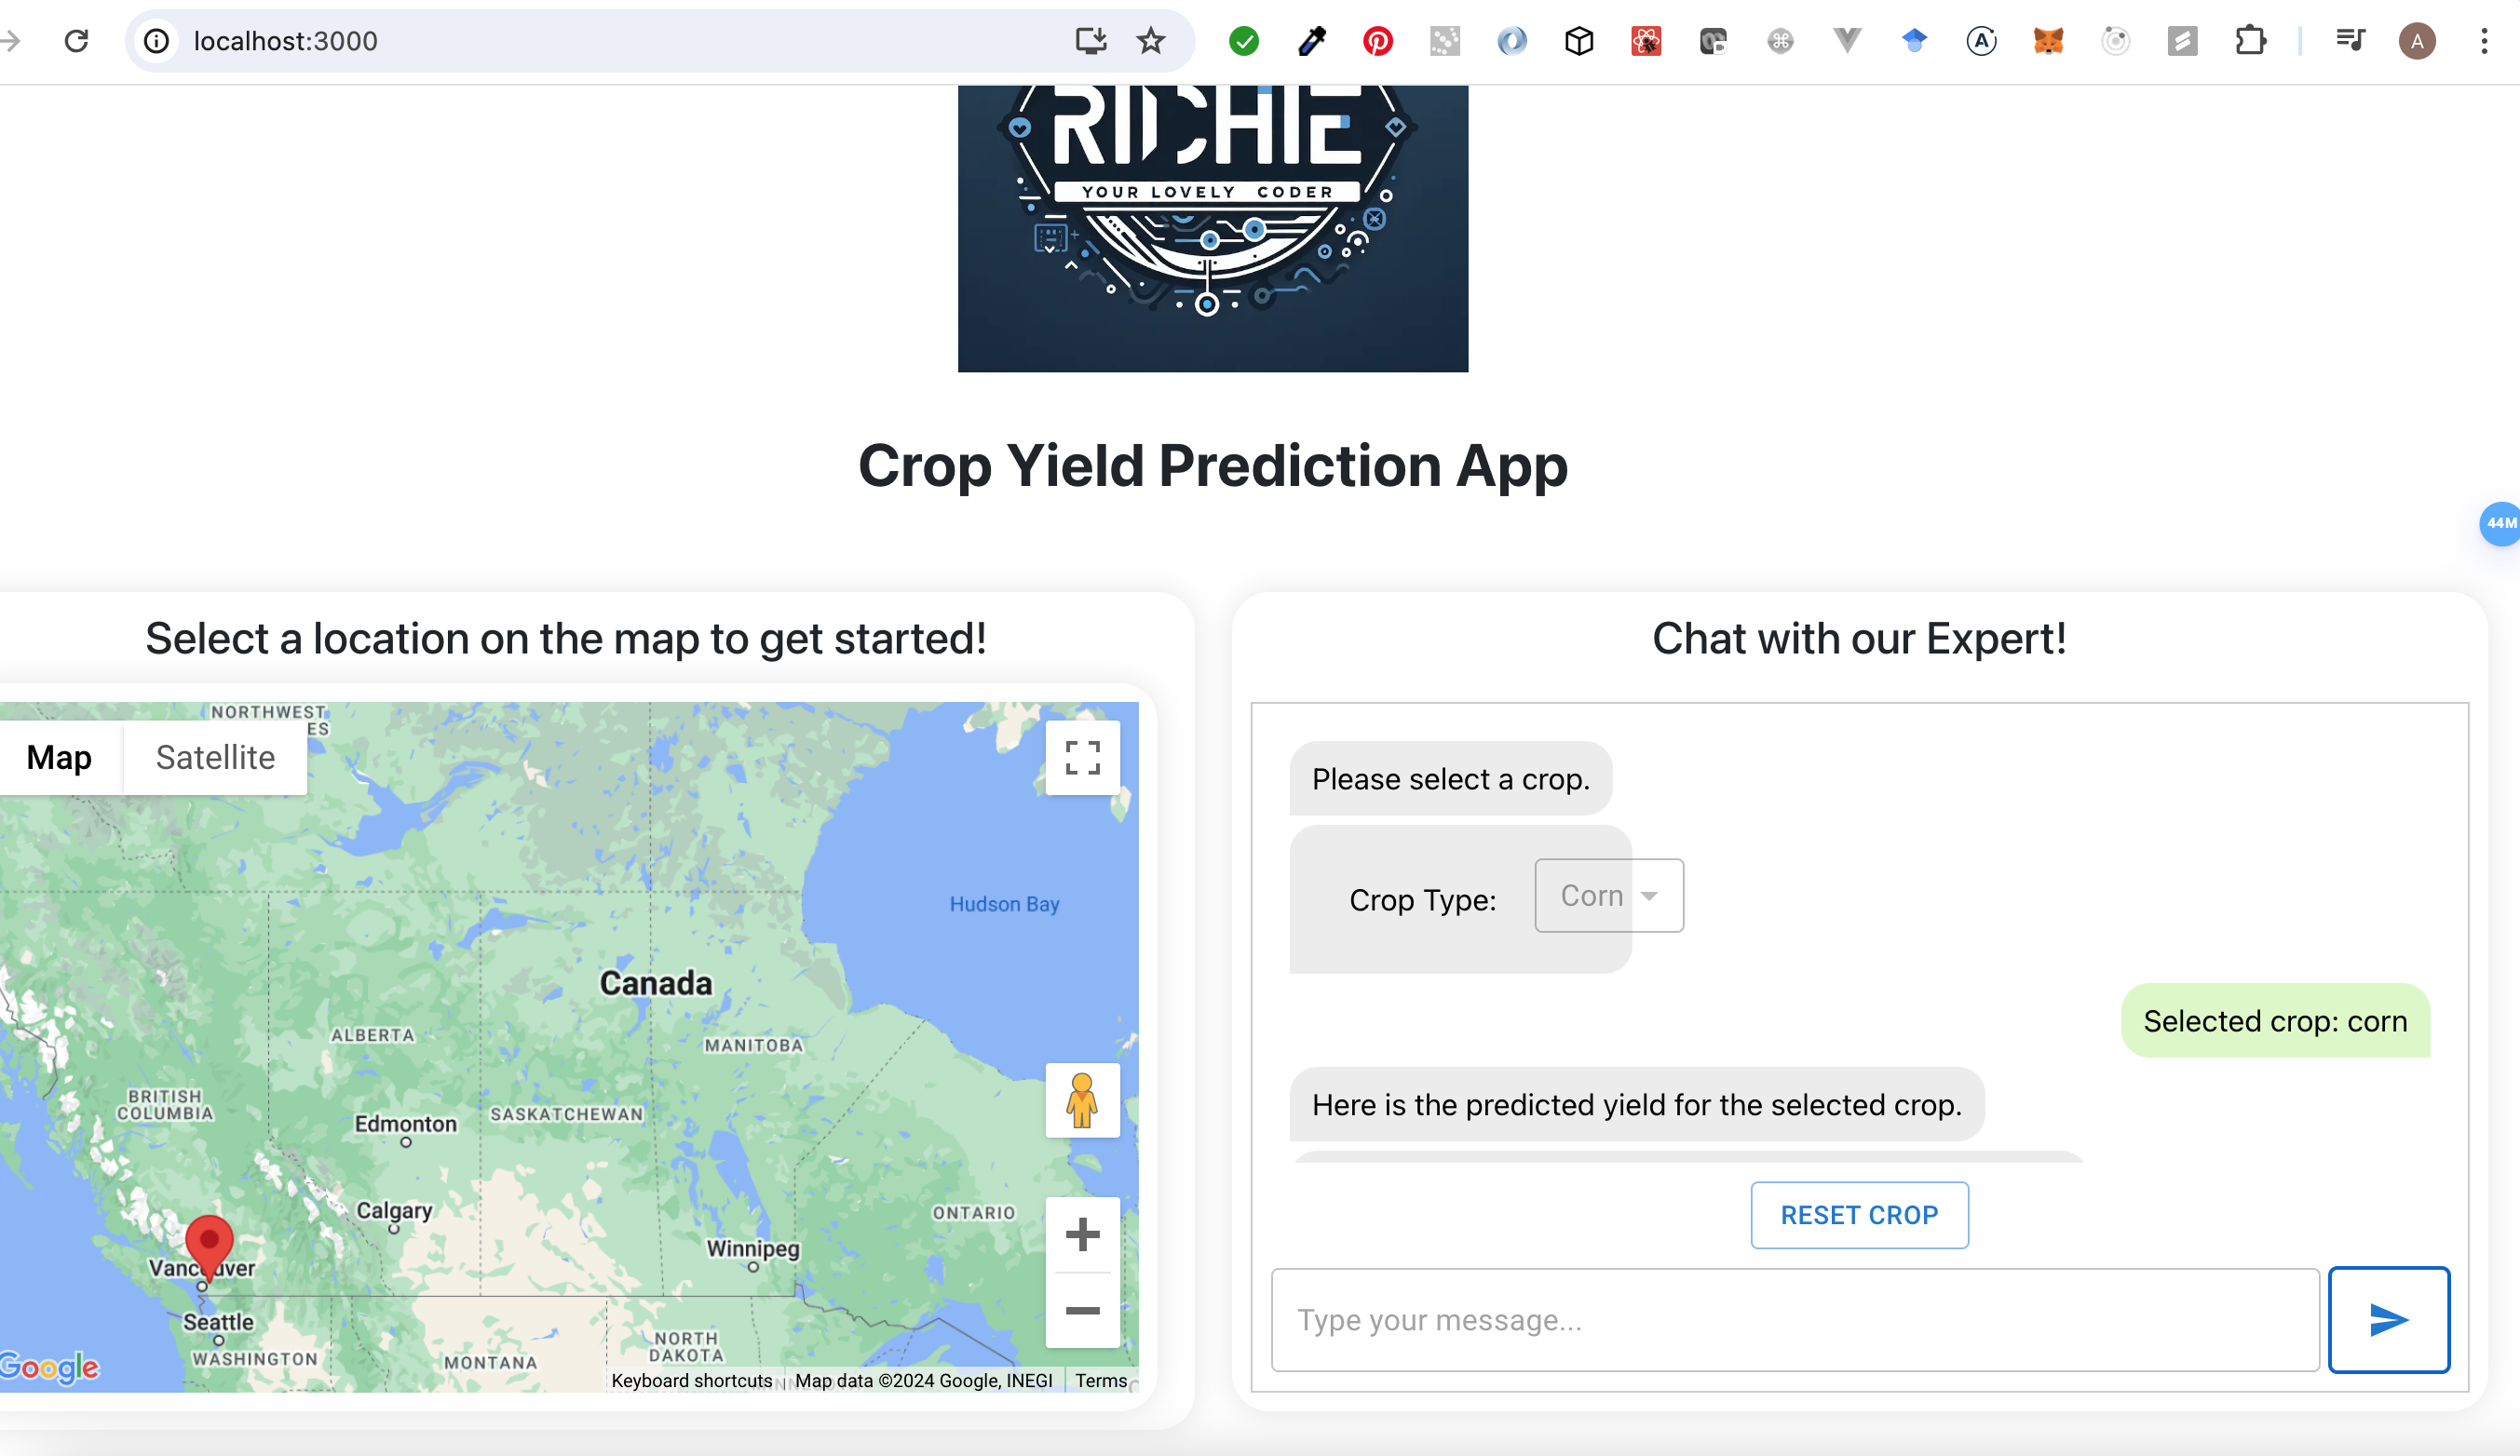 localhost:3000
A
A
RICHIE
YOUR LOVELY CODER
Crop Yield Prediction App
44M
Select a location on the map to get started!
Map
Satellite
NORTHWEST
ES
Hudson Bay
Canada
ALBERTA
MANITOBA
BRITISH
COLUMBIA
Edmonton
SASKATCHEWAN
Calgary
ONTARIO
Winnipeg
Vancouver
Seattle
WASHINGTON
MONTANA
NORTH
DAKOTA
Google
Keyboard shortcuts
Map data ©2024 Google, INEGI
Terms
Chat with our Expert!
Please select a crop.
Crop Type:
Corn
Selected crop: corn
Here is the predicted yield for the selected crop.
RESET CROP
Type your message...